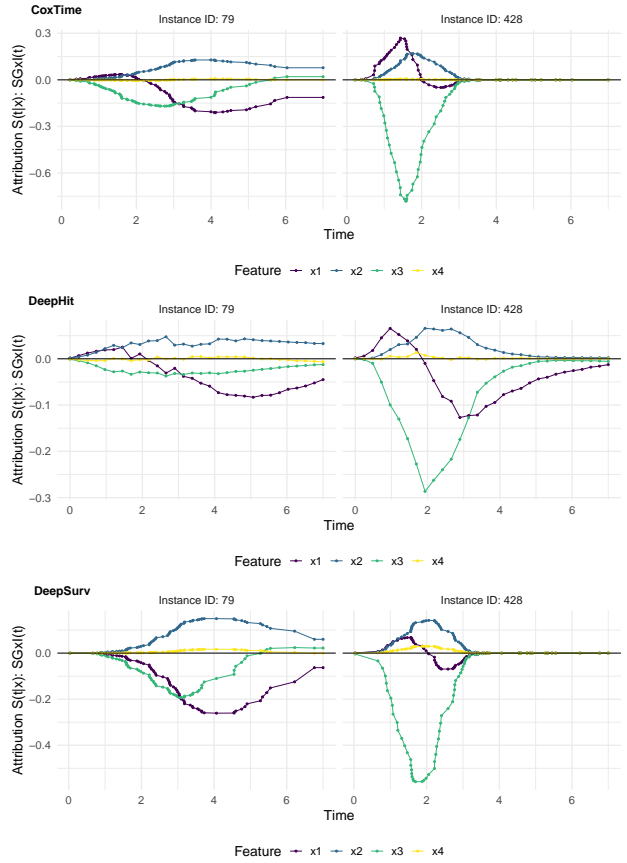 CoxTime
Instance ID: 79
Instance ID: 428
Attribution S(t|x): SGxI(t)
0.3
0.0
−0.3
−0.6
0 2 4 6
0 2 4 6
Time
Feature x1 x2 x3 x4
DeepHit
Instance ID: 79
Instance ID: 428
Attribution S(t|x): SGxI(t)
0.0
−0.1
−0.2
−0.3
0 2 4 6
0 2 4 6
Time
Feature x1 x2 x3 x4
DeepSurv
Instance ID: 79
Instance ID: 428
Attribution S(t|x): SGxI(t)
0.0
−0.2
−0.4
0 2 4 6
0 2 4 6
Time
Feature x1 x2 x3 x4